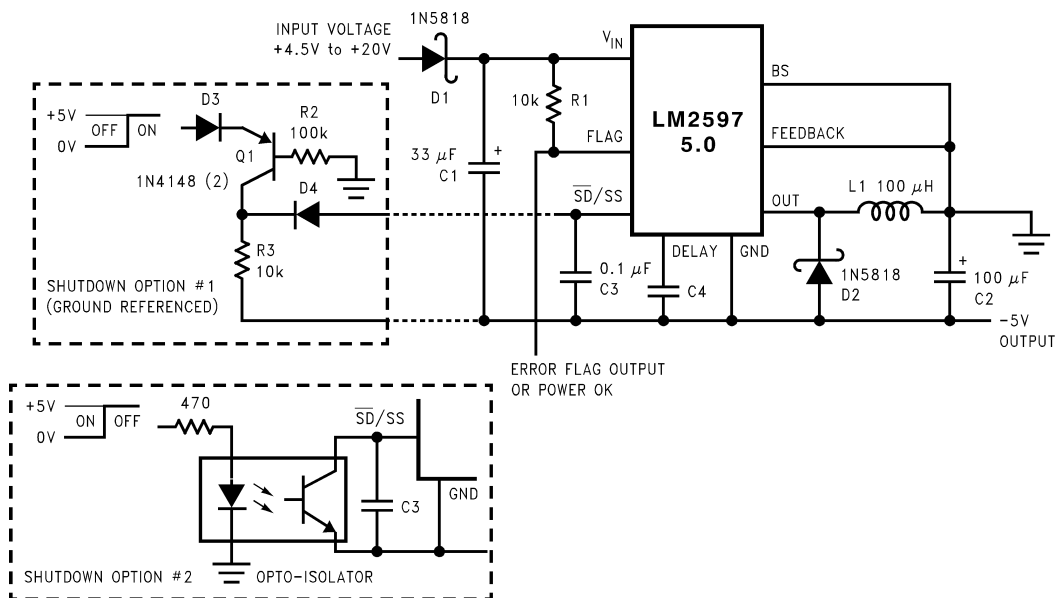 1N5818
INPUT VOLTAGE
+4.5V to +20V
D1
VIN
10k R1
FLAG
33 µF
C1
+
LM2597
5.0
BS
FEEDBACK
OUT
L1 100 µH
SD/SS
DELAY
GND
0.1 µF
C3
C4
1N5818
D2
+
100 µF
C2
-5V
OUTPUT
ERROR FLAG OUTPUT
OR POWER OK
+5V
OFF ON
0V
D3
R2
100k
Q1
1N4148 (2)
D4
R3
10k
SHUTDOWN OPTION #1
(GROUND REFERENCED)
+5V
ON OFF
0V
470
SD/SS
GND
C3
SHUTDOWN OPTION #2
OPTO-ISOLATOR